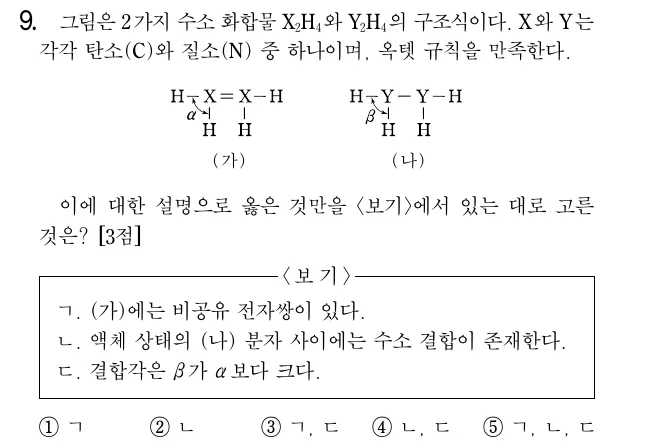 9. 그림은 2가지 수소 화합물 X₂H₄와 Y₂H₄의 구조식이다. X와 Y는
각각 탄소(C)와 질소(N) 중 하나이며, 옥텟 규칙을 만족한다.
H-X=X-H H-Y-Y-H
α β
H H H H
(가) (나)
이에 대한 설명으로 옳은 것만을 〈보기〉에서 있는 대로 고른
것은? [3점]
〈보 기〉
ㄱ. (가)에는 비공유 전자쌍이 있다.
ㄴ. 액체 상태의 (나) 분자 사이에는 수소 결합이 존재한다.
ㄷ. 결합각은 β가 α보다 크다.
① ㄱ ② ㄴ ③ ㄱ, ㄷ ④ ㄴ, ㄷ ⑤ ㄱ, ㄴ, ㄷ